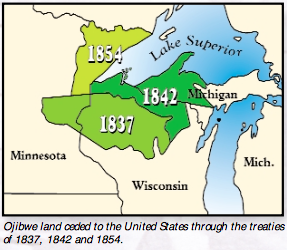 1854
Lake Superior
1842
Michigan
1837
Minnesota
Mich.
Wisconsin
Ojibwe land ceded to the United States through the treaties
of 1837, 1842 and 1854.